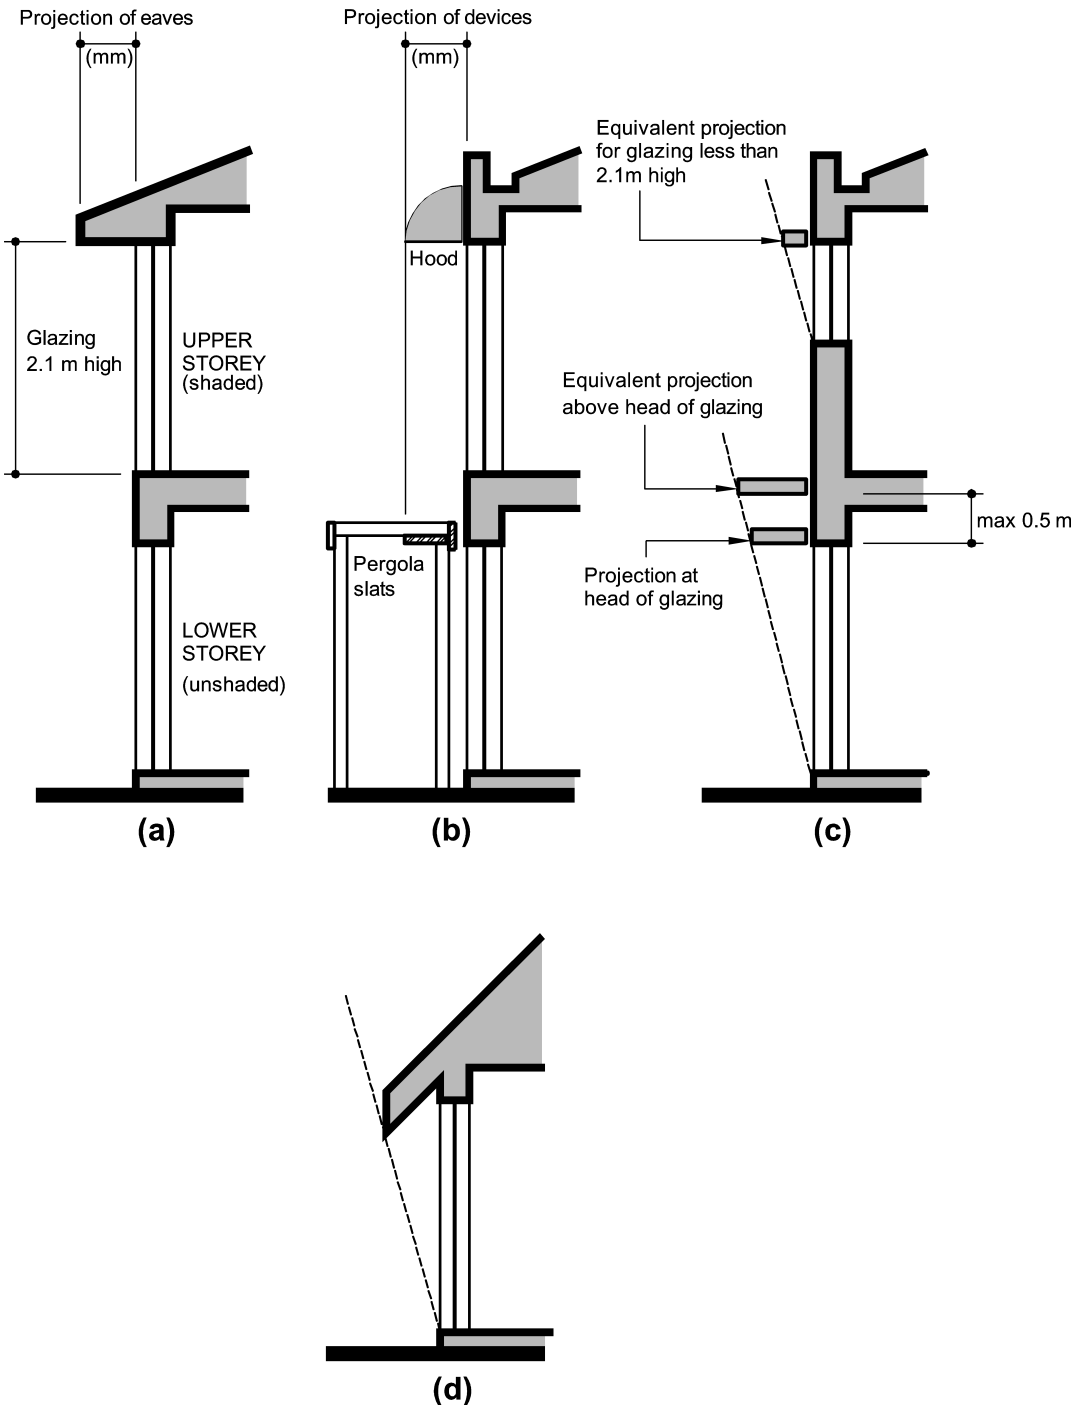 Projection of eaves
(mm)
Projection of devices
(mm)
Equivalent projection
for glazing less than
2.1m high
Hood
Glazing
2.1 m high
UPPER
STOREY
(shaded)
Equivalent projection
above head of glazing
max 0.5 m
Pergola
slats
Projection at
head of glazing
LOWER
STOREY
(unshaded)
(a)
(b)
(c)
(d)